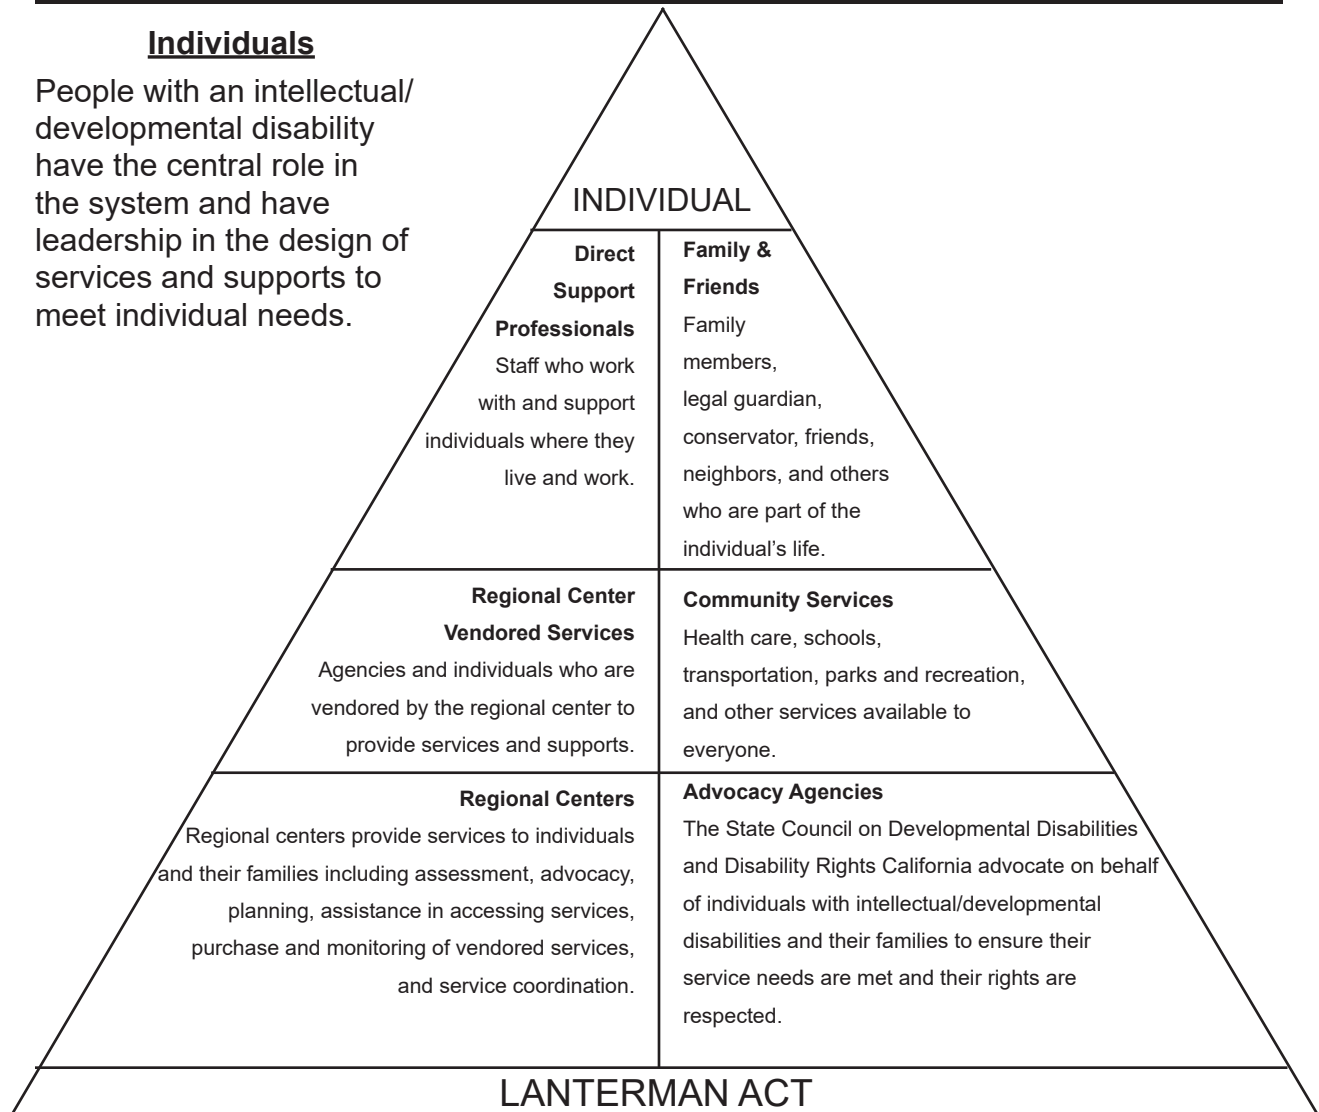 Individuals
People with an intellectual/
developmental disability
have the central role in
the system and have
leadership in the design of
services and supports to
meet individual needs.
INDIVIDUAL
Direct
Support
Professionals
Staff who work
with and support
individuals where they
live and work.
Family &
Friends
Family
members,
legal guardian,
conservator, friends,
neighbors, and others
who are part of the
individual’s life.
Regional Center
Vendored Services
Agencies and individuals who are
vendored by the regional center to
provide services and supports.
Community Services
Health care, schools,
transportation, parks and recreation,
and other services available to
everyone.
Regional Centers
Regional centers provide services to individuals
and their families including assessment, advocacy,
planning, assistance in accessing services,
purchase and monitoring of vendored services,
and service coordination.
Advocacy Agencies
The State Council on Developmental Disabilities
and Disability Rights California advocate on behalf
of individuals with intellectual/developmental
disabilities and their families to ensure their
service needs are met and their rights are
respected.
LANTERMAN ACT